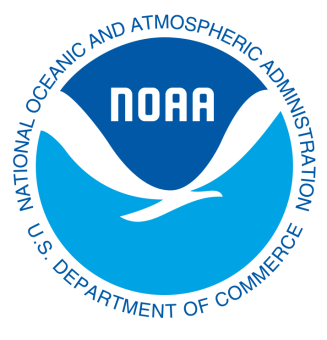 NATIONAL OCEANIC AND ATMOSPHERIC ADMINISTRATION
NOAA
U.S. DEPARTMENT OF COMMERCE